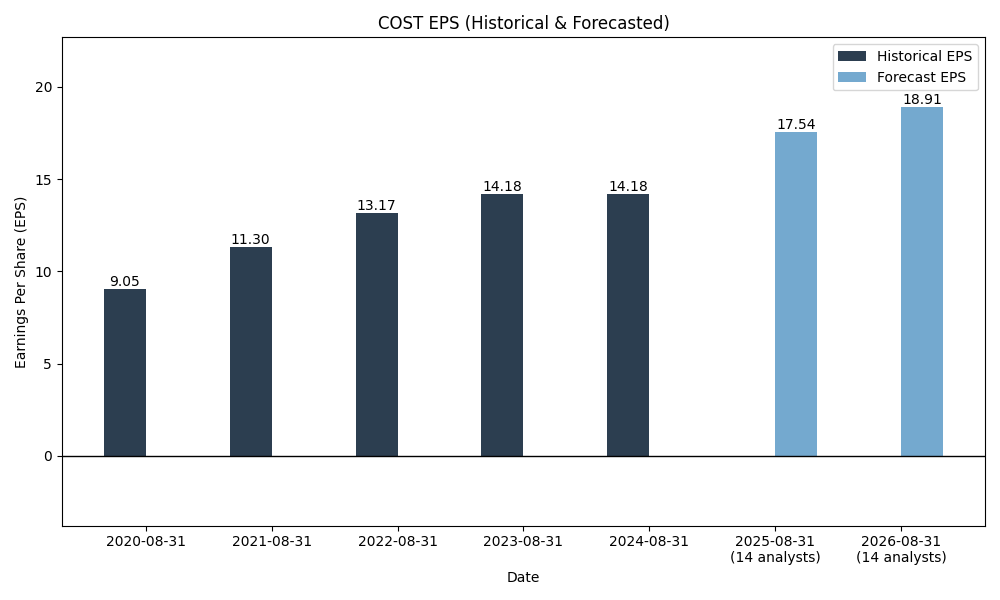 COST EPS (Historical & Forecasted)
Historical EPS
Forecast EPS
Earnings Per Share (EPS)
20
15
10
5
0
9.05
11.30
13.17
14.18
14.18
17.54
18.91
2020-08-31
2021-08-31
2022-08-31
2023-08-31
2024-08-31
2025-08-31
(14 analysts)
2026-08-31
(14 analysts)
Date